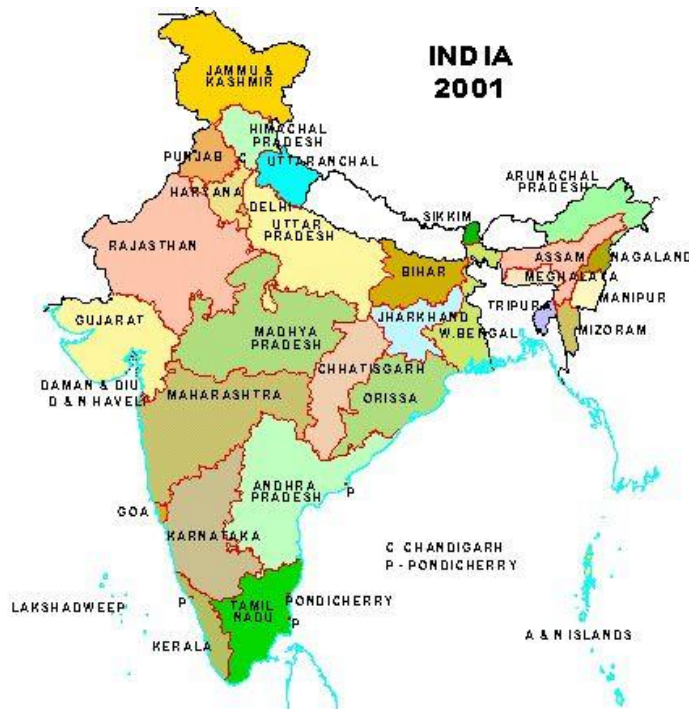 INDIA
2001
JAMMU &
KASHMIR
HIMACHAL
PRADESH
PUNJAB
C
UTTARANCHAL
HARYANA
DELHI
ARUNACHAL
PRADESH
SIKKIM
UTTAR
PRADESH
RAJASTHAN
ASSAM
NAGALAND
BIHAR
MEGHALAYA
MANIPUR
TRIPURA
GUJARAT
JHARKHAND
MADHYA
PRADESH
W.BENGAL
MIZORAM
CHHATISGARH
DAMAN & DIU
D & N HAVELI
MAHARASHTRA
ORISSA
ANDHRA
PRADESH
P
GOA
KARNATAKA
C CHANDIGARH
P - PONDICHERRY
LAKSHADWEEP
P
TAMIL
NADU
PONDICHERRY
P
A & N ISLANDS
KERALA